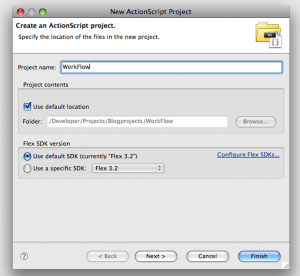 New ActionScript Project
Create an ActionScript project.
Specify the location of the files in the new project.
Project name: WorkFlow
Project contents
Use default location
Folder: /Developer/Projects/Blogprojects/WorkFlow Browse...
Flex SDK version
Use default SDK (currently "Flex 3.2") Configure Flex SDKs...
Use a specific SDK: Flex 3.2
? < Back Next > Cancel Finish